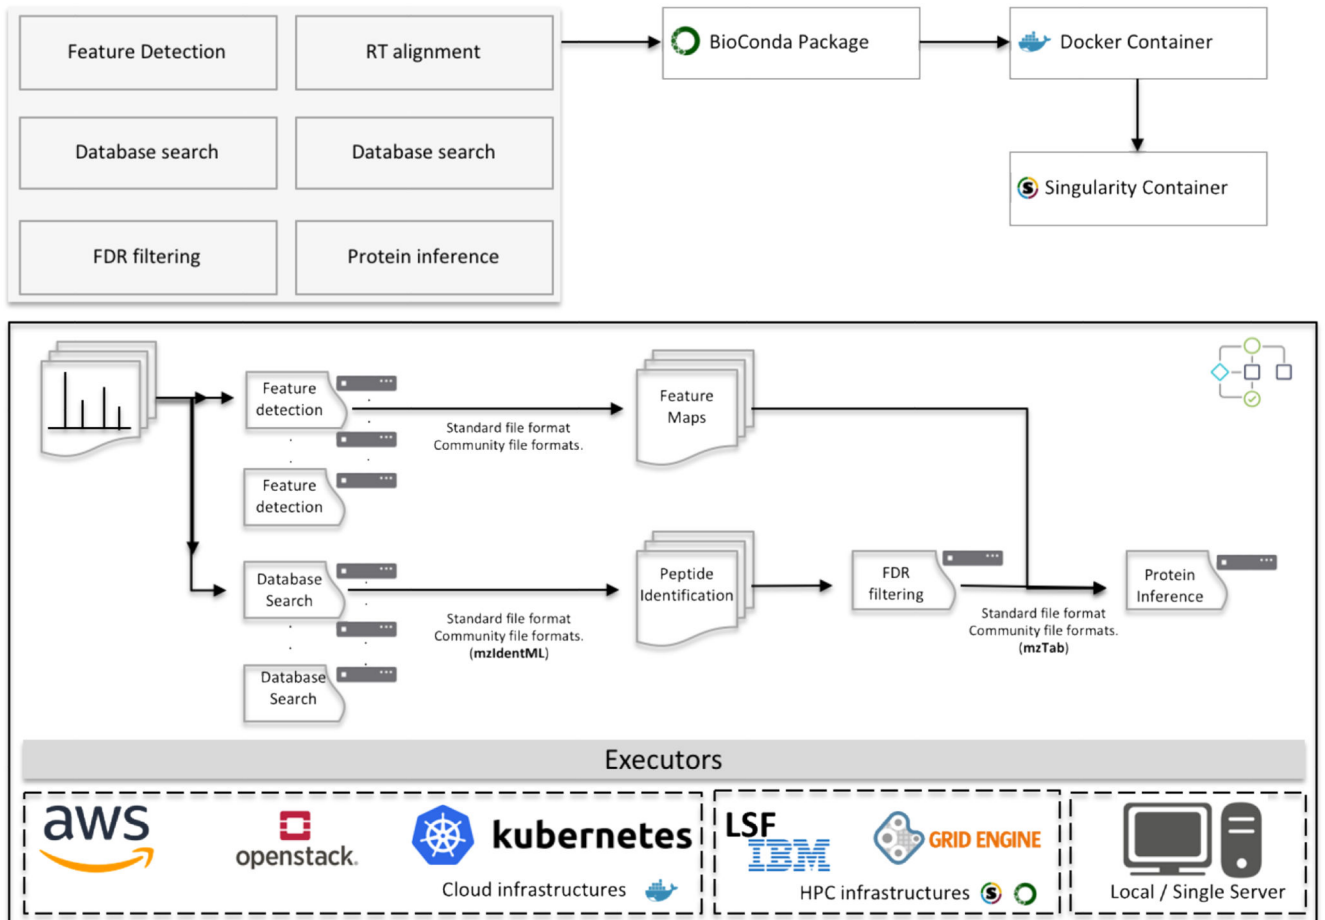 Feature Detection
RT alignment
BioConda Package
Docker Container
Database search
Database search
Singularity Container
FDR filtering
Protein inference
Feature
detection
Standard file format
Community file formats.
Feature
Maps
Feature
detection
Database
Search
Standard file format
Community file formats.
(mzIdentML)
Peptide
Identification
FDR
filtering
Standard file format
Community file formats.
(mzTab)
Protein
Inference
Database
Search
Executors
aws
openstack.
kubernetes
Cloud infrastructures
LSF
IBM
GRID ENGINE
HPC infrastructures
S
Local / Single Server